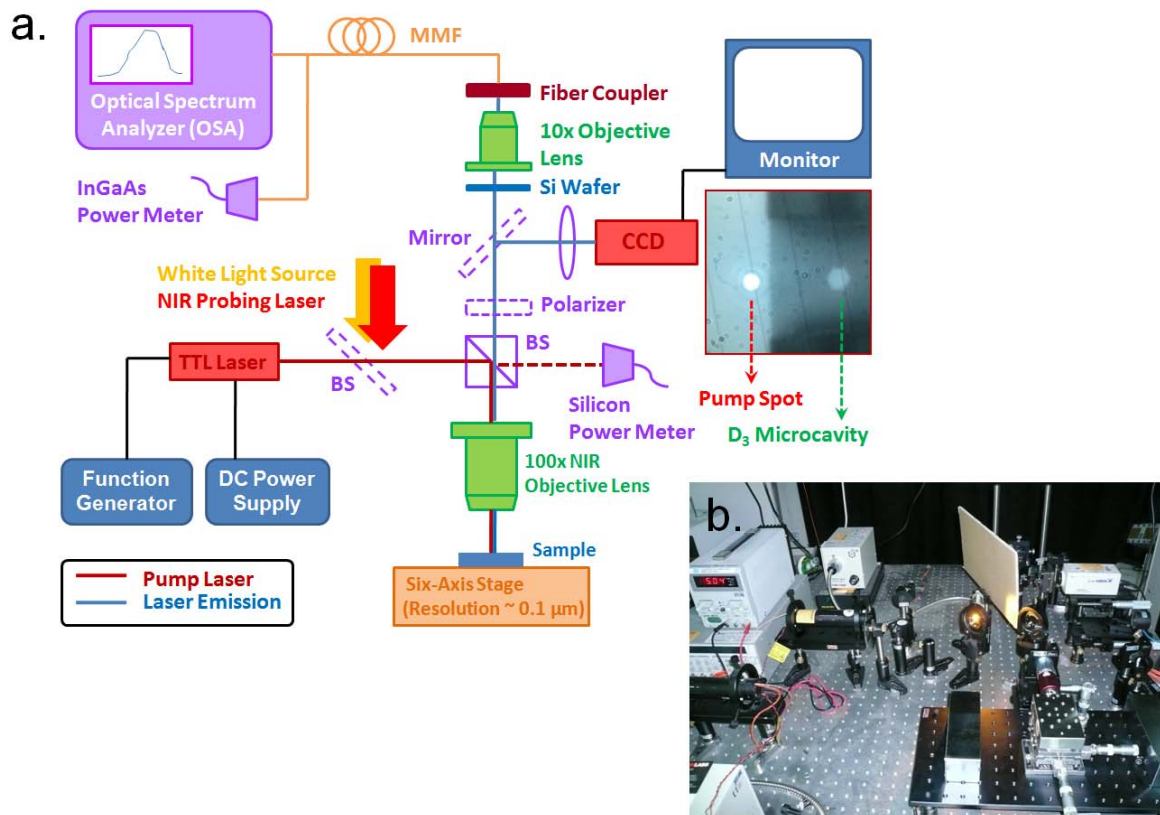 a.
MMF
Optical Spectrum
Analyzer (OSA)
Fiber Coupler
10x Objective
Lens
Monitor
InGaAs
Power Meter
Si Wafer
Mirror
CCD
White Light Source
NIR Probing Laser
Polarizer
BS
TTL Laser
BS
Silicon
Power Meter
Pump Spot
D₃ Microcavity
Function
Generator
DC Power
Supply
100x NIR
Objective Lens
Sample
Six-Axis Stage
(Resolution ~ 0.1 µm)
Pump Laser
Laser Emission
b.